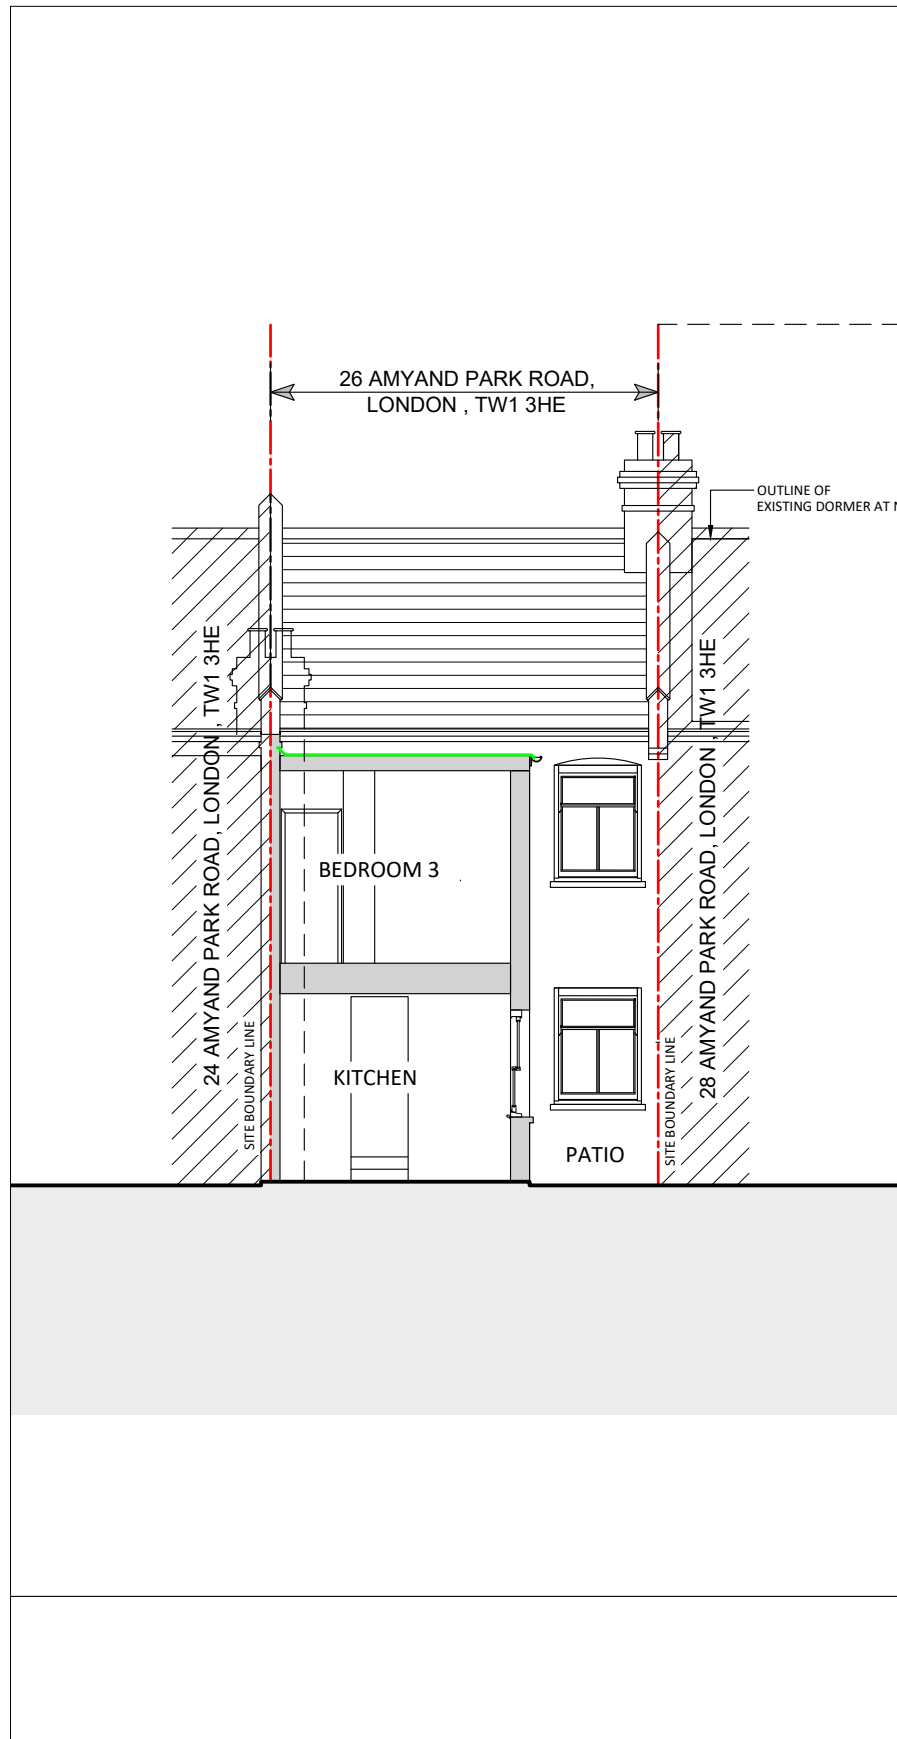 26 AMYAND PARK ROAD,
LONDON , TW1 3HE
OUTLINE OF
EXISTING DORMER AT
24 AMYAND PARK ROAD, LONDON , TW1 3HE
28 AMYAND PARK ROAD, LONDON , TW1 3HE
BEDROOM 3
KITCHEN
SITE BOUNDARY LINE
SITE BOUNDARY LINE
PATIO